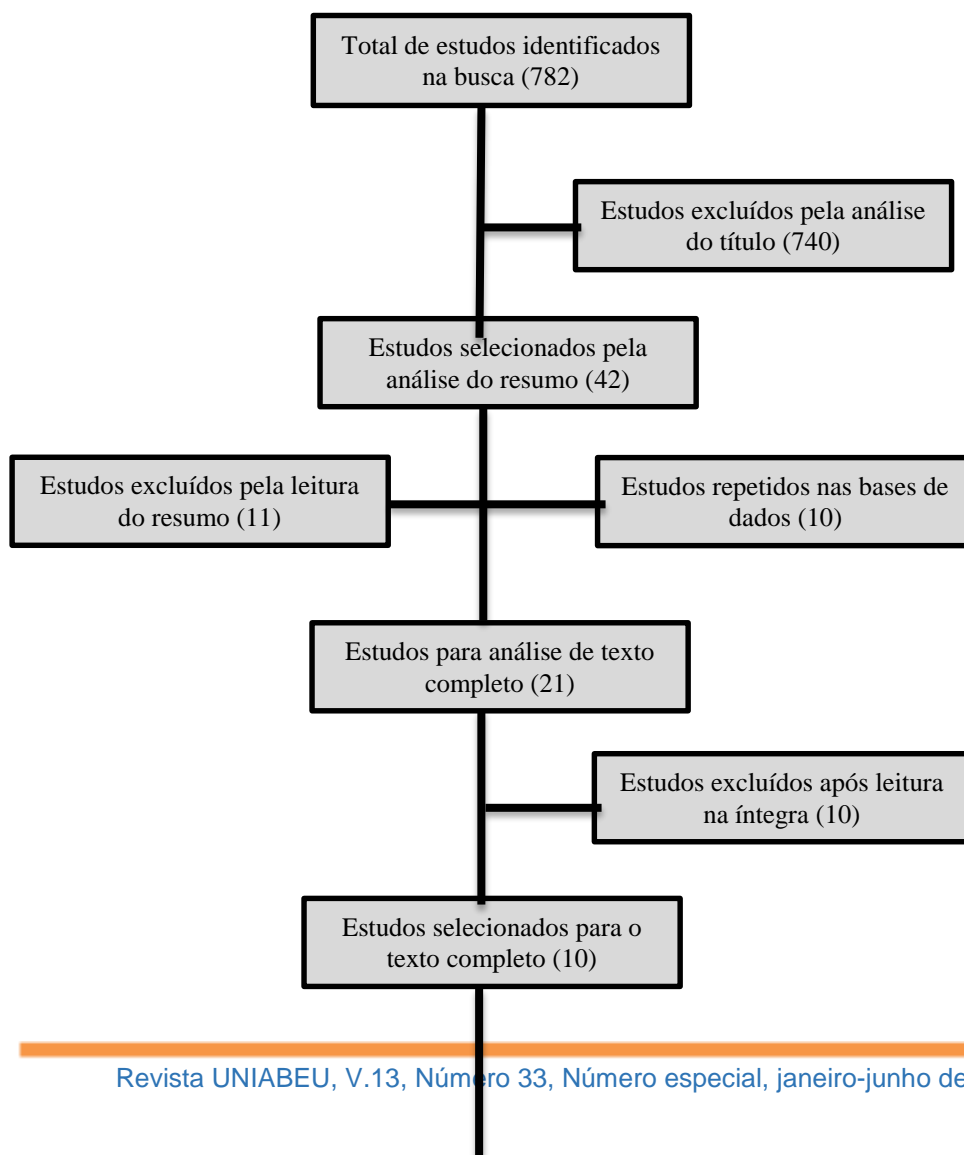 Total de estudos identificados
na busca (782)
Estudos excluídos pela análise
do título (740)
Estudos selecionados pela
análise do resumo (42)
Estudos excluídos pela leitura
do resumo (11)
Estudos repetidos nas bases de
dados (10)
Estudos para análise de texto
completo (21)
Estudos excluídos após leitura
na íntegra (10)
Estudos selecionados para o
texto completo (10)
Revista UNIABEU, V.13, Número 33, Número especial, janeiro-junho de